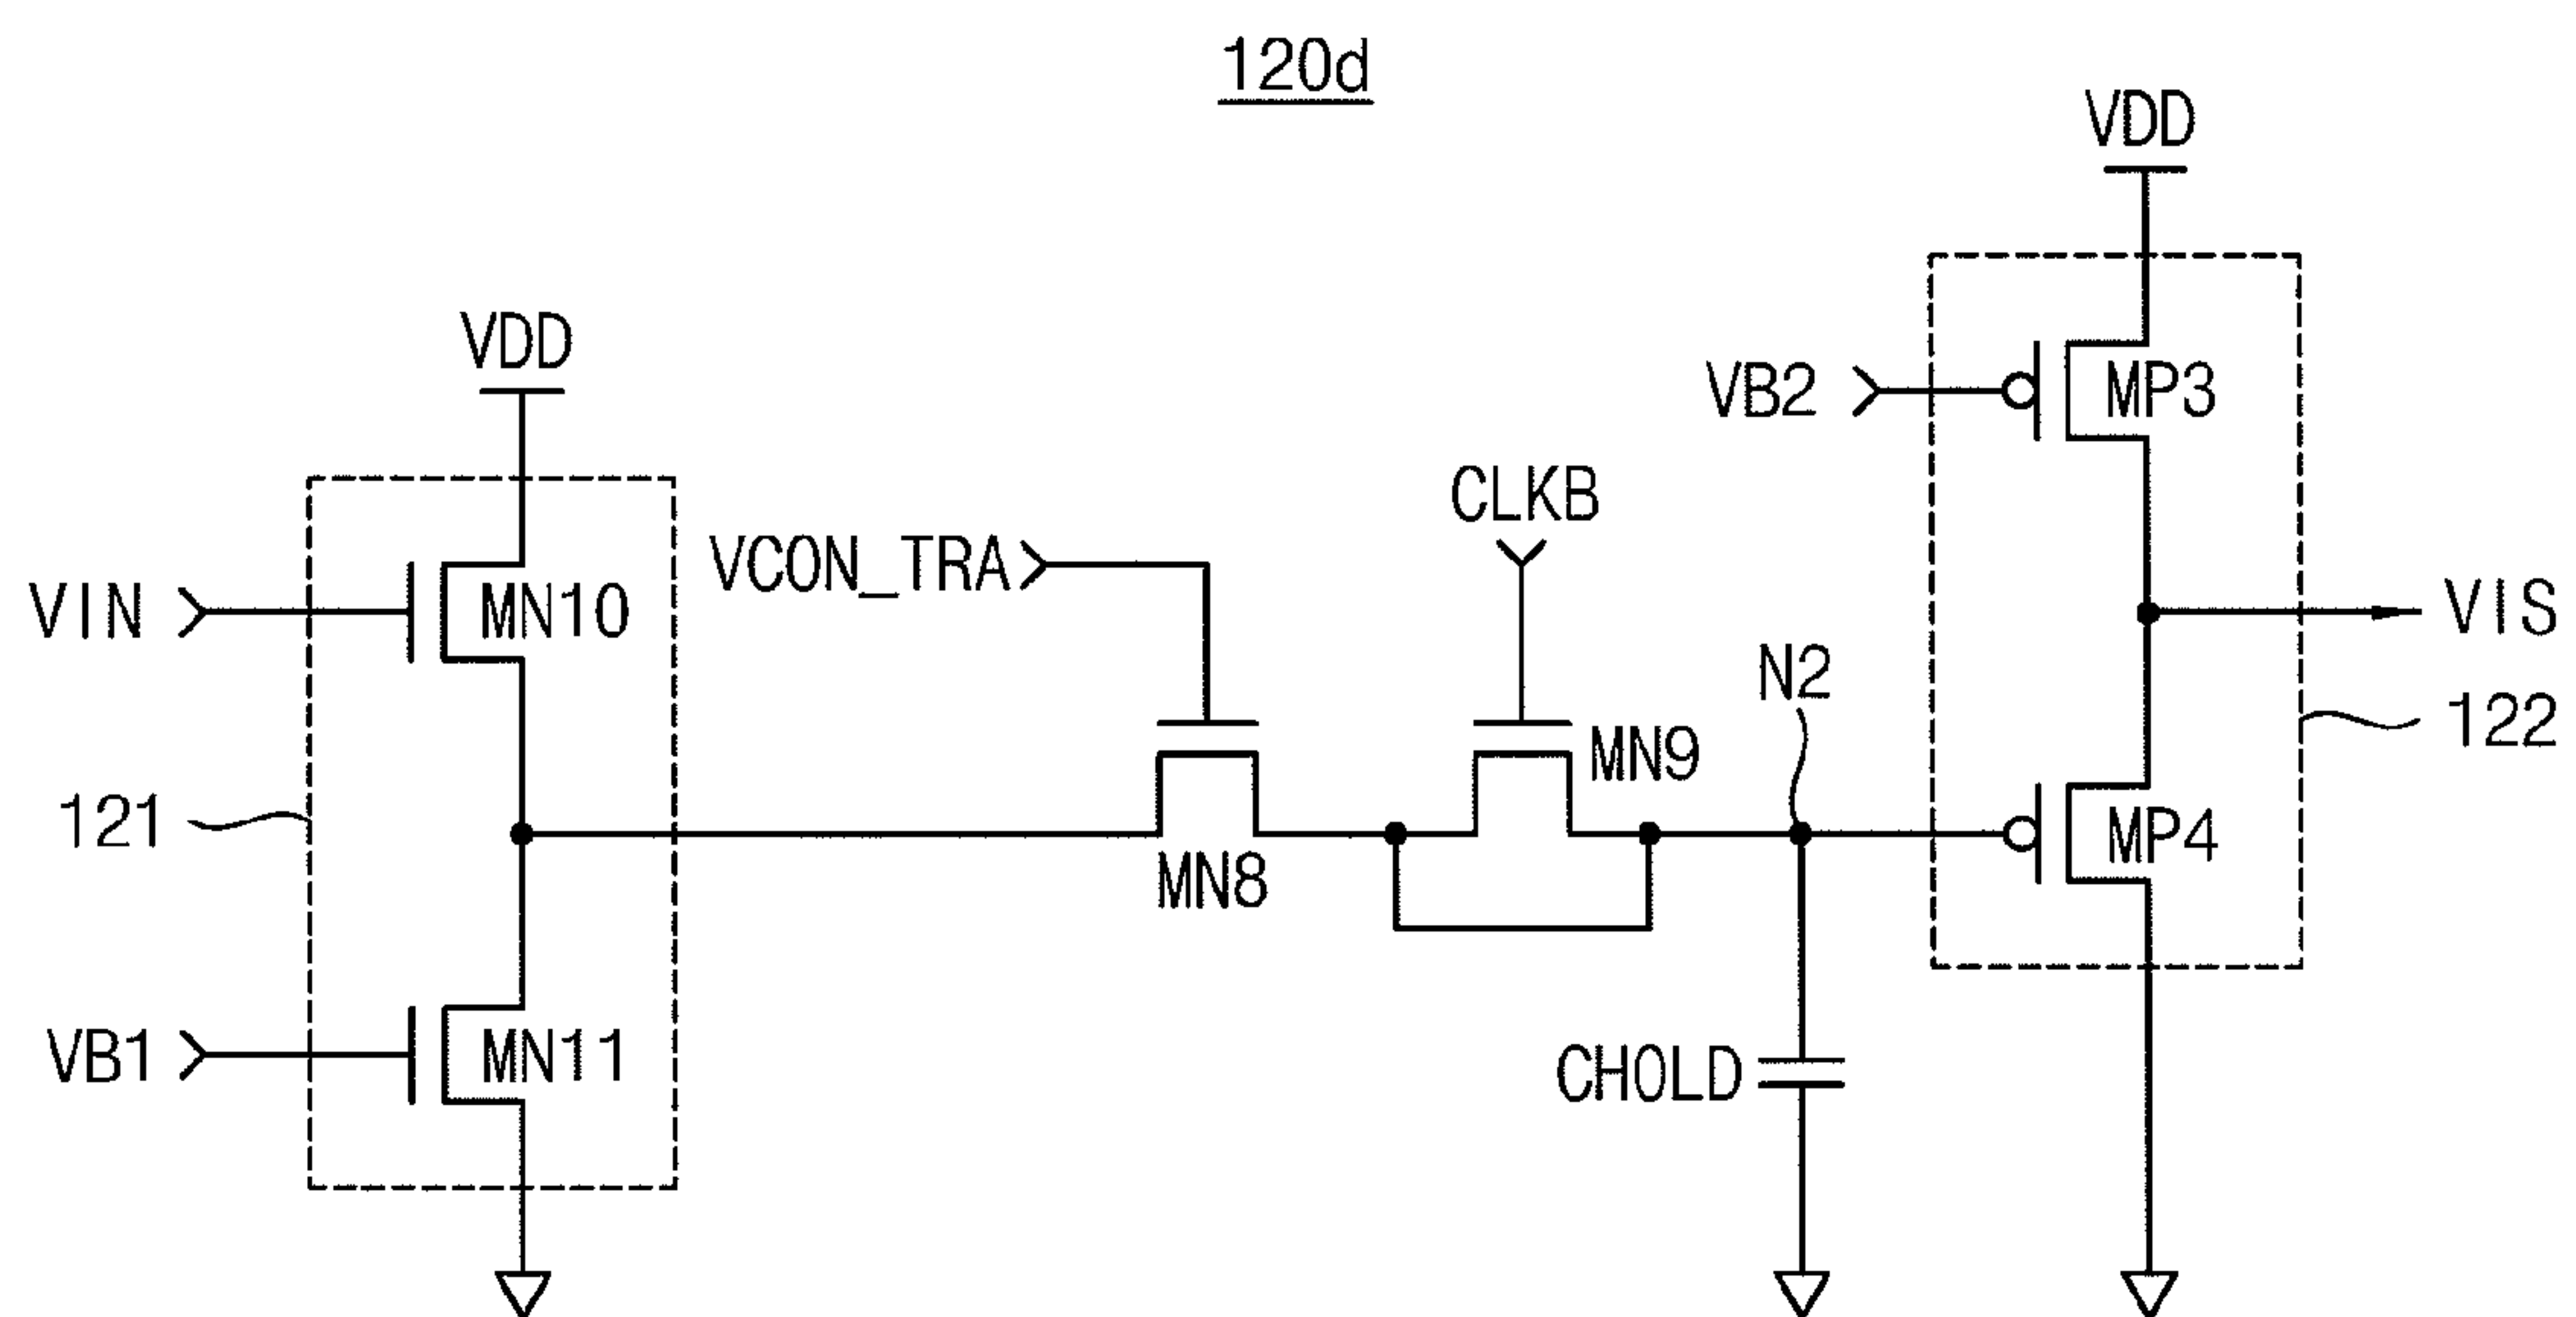 120d
VDD
VDD
VB2
MP3
CLKB
VCON_TRA
VIN
MN10
VIS
N2
122
MN9
121
MN8
MP4
VB1
MN11
CHOLD